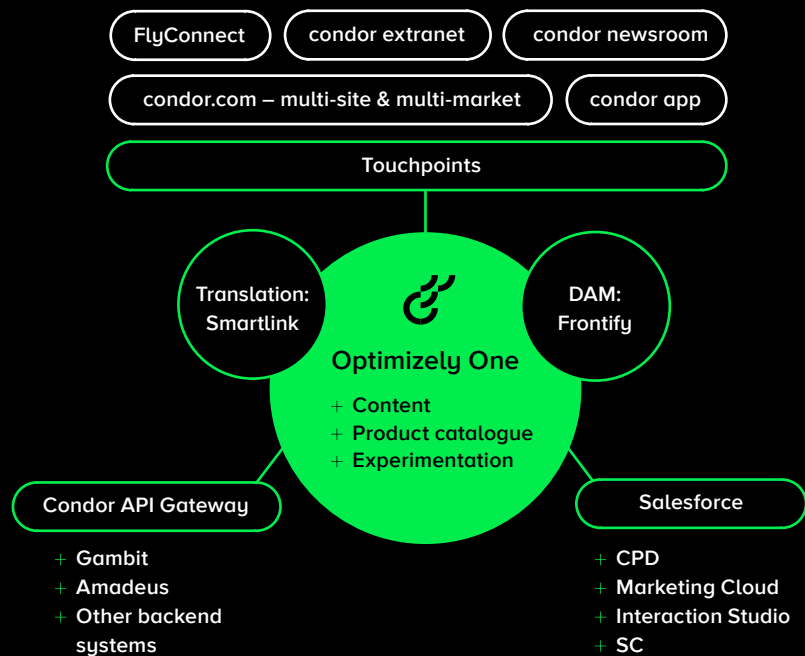 FlyConnect
condor extranet
condor newsroom
condor.com – multi-site & multi-market
condor app
Touchpoints
Translation:
Smartlink
DAM:
Frontify
Optimizely One
+ Content
+ Product catalogue
+ Experimentation
Condor API Gateway
+ Gambit
+ Amadeus
+ Other backend
systems
Salesforce
+ CPD
+ Marketing Cloud
+ Interaction Studio
+ SC